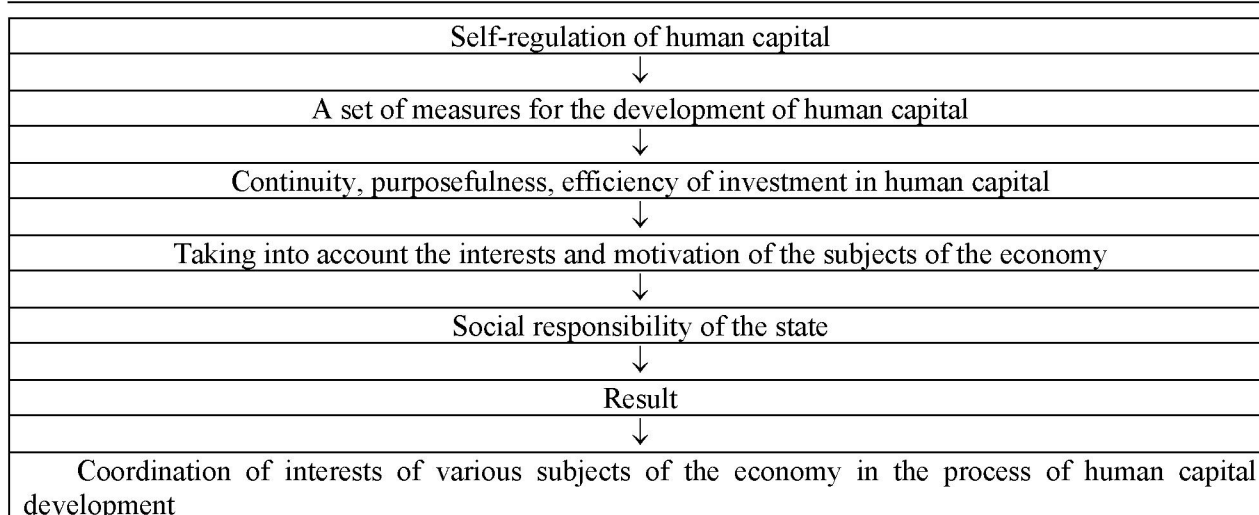 Self-regulation of human capital
↓
A set of measures for the development of human capital
↓
Continuity, purposefulness, efficiency of investment in human capital
↓
Taking into account the interests and motivation of the subjects of the economy
↓
Social responsibility of the state
↓
Result
↓
Coordination of interests of various subjects of the economy in the process of human capital
development